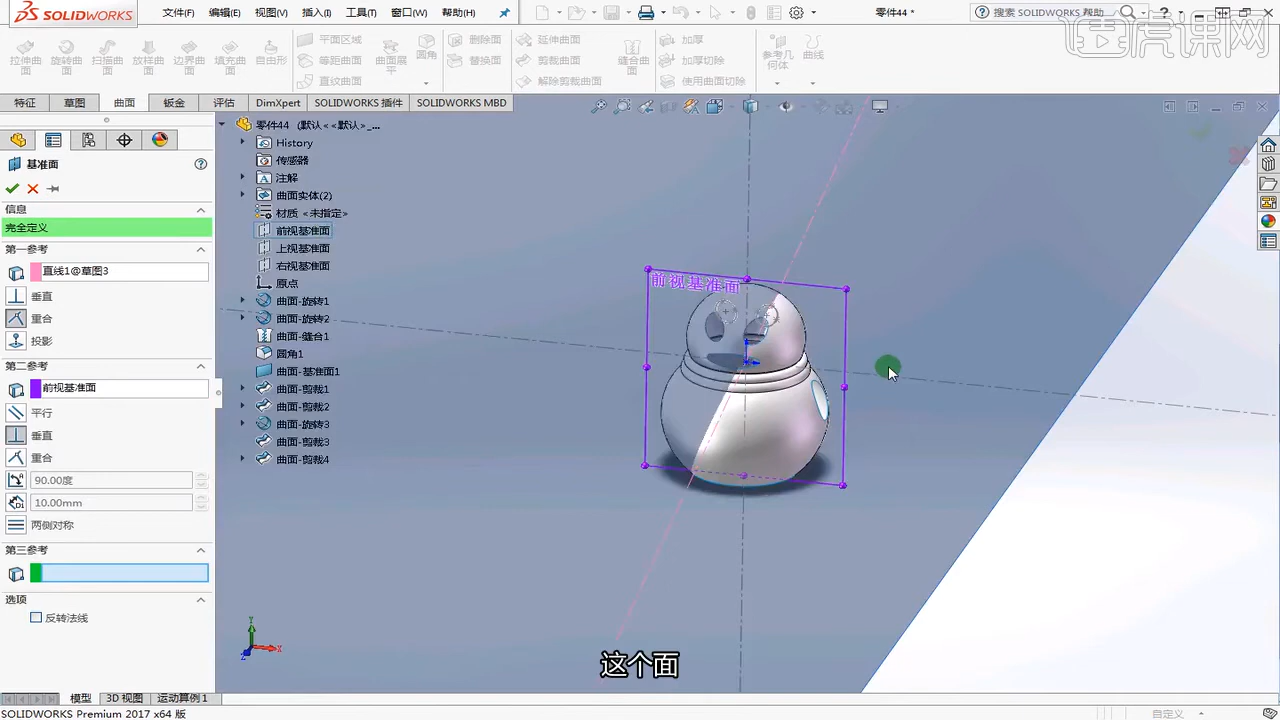 SOLIDWORKS
文件(F)
编辑(E)
视图(V)
插入(I)
工具(T)
窗口(W)
帮助(H)
零件44 *
搜索 SOLIDWORKS 帮助
虎课网
拉伸曲面
旋转曲面
扫描曲面
放样曲面
边界曲面
填充曲面
自由形
平面区域
等距曲面
直纹曲面
曲面展平
圆角
删除面
替换面
延伸曲面
剪裁曲面
解除剪裁曲面
缝合曲面
加厚
加厚切除
使用曲面切除
参考几何体
曲线
特征
草图
曲面
钣金
评估
DimXpert
SOLIDWORKS 插件
SOLIDWORKS MBD
基准面
信息
完全定义
第一参考
直线1@草图3
垂直
重合
投影
第二参考
前视基准面
平行
垂直
重合
90.00度
10.00mm
两侧对称
第三参考
选项
反转法线
零件44 (默认<<默认>_...
History
传感器
注解
曲面实体(2)
材质 <未指定>
前视基准面
上视基准面
右视基准面
原点
曲面-旋转1
曲面-旋转2
曲面-缝合1
圆角1
曲面-基准面1
曲面-剪裁1
曲面-剪裁2
曲面-旋转3
曲面-剪裁3
曲面-剪裁4
前视基准面
Y
X
Z
这个面
模型
3D 视图
运动算例 1
SOLIDWORKS Premium 2017 x64 版
自定义